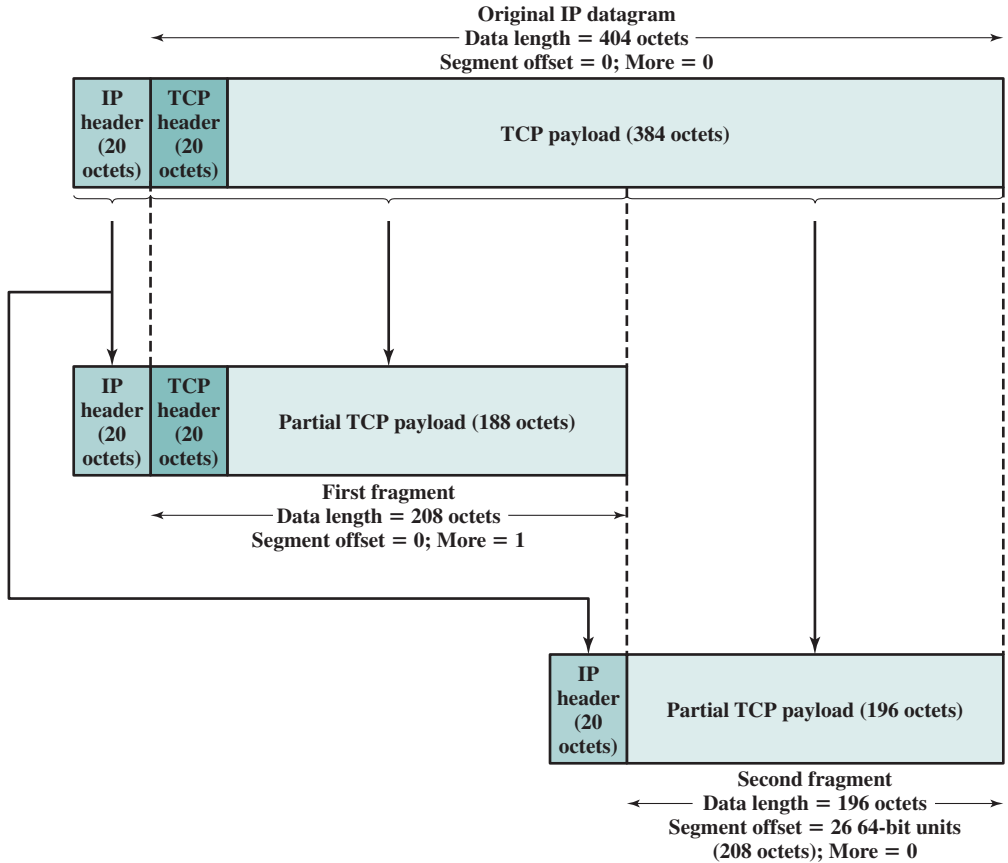 Original IP datagram
Data length = 404 octets
Segment offset = 0; More = 0
IP
header
(20
octets)
TCP
header
(20
octets)
TCP payload (384 octets)
IP
header
(20
octets)
TCP
header
(20
octets)
Partial TCP payload (188 octets)
First fragment
Data length = 208 octets
Segment offset = 0; More = 1
IP
header
(20
octets)
Partial TCP payload (196 octets)
Second fragment
Data length = 196 octets
Segment offset = 26 64-bit units
(208 octets); More = 0